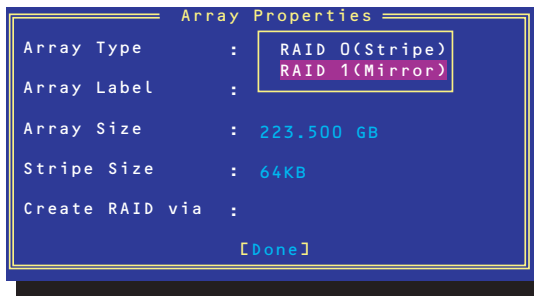 Array Properties
Array Type : RAID 0(Stripe)
RAID 1(Mirror)
Array Label :
Array Size : 223.500 GB
Stripe Size : 64KB
Create RAID via :
[Done]